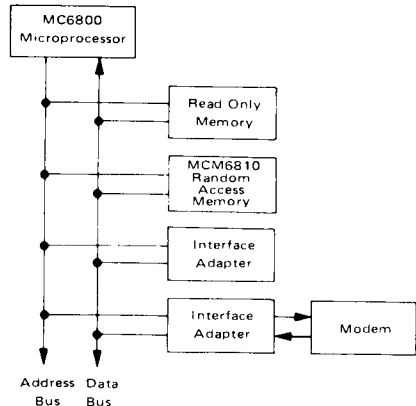 MC6800
Microprocessor
Read Only
Memory
MCM6810
Random
Access
Memory
Interface
Adapter
Interface
Adapter
Modem
Address
Bus
Data
Bus